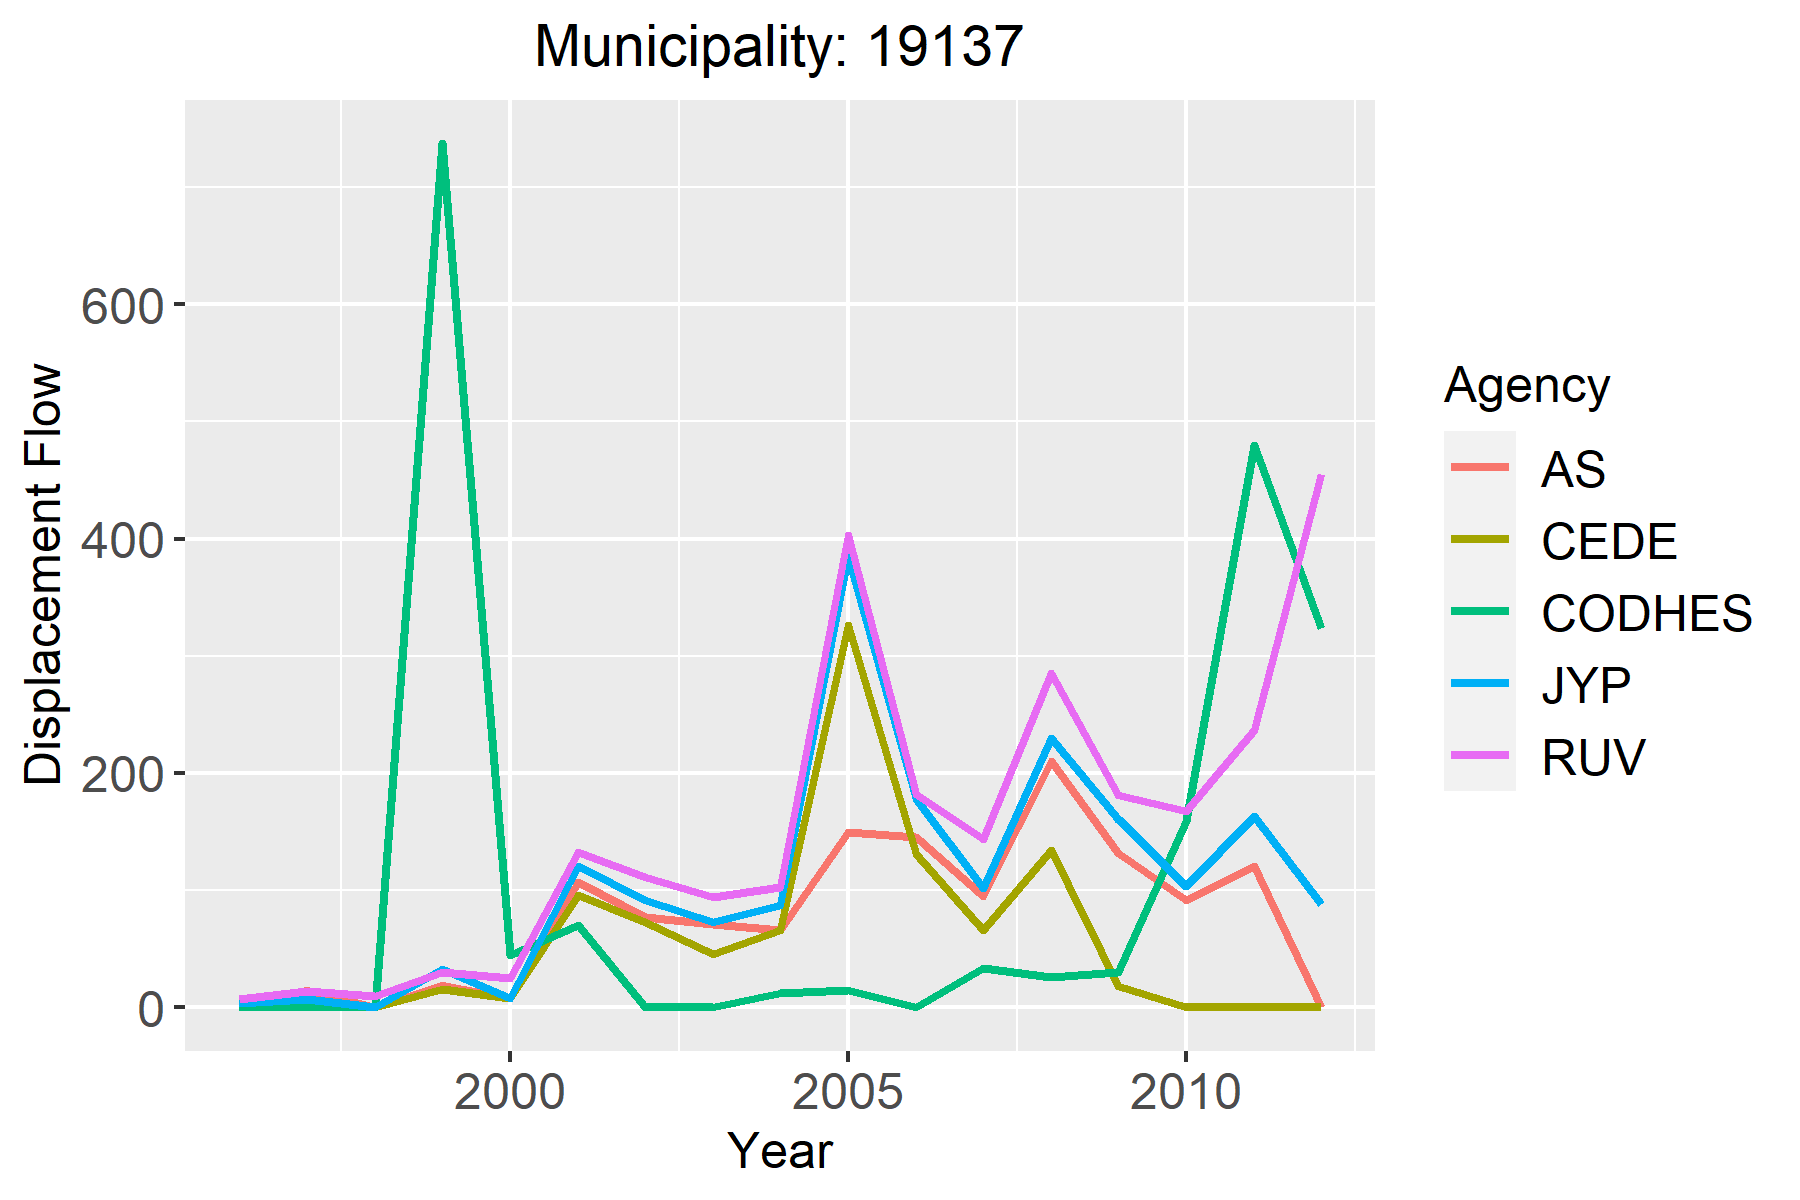 Municipality: 19137
Displacement Flow
600
400
200
0
2000 2005 2010
Year
Agency
AS
CEDE
CODHES
JYP
RUV